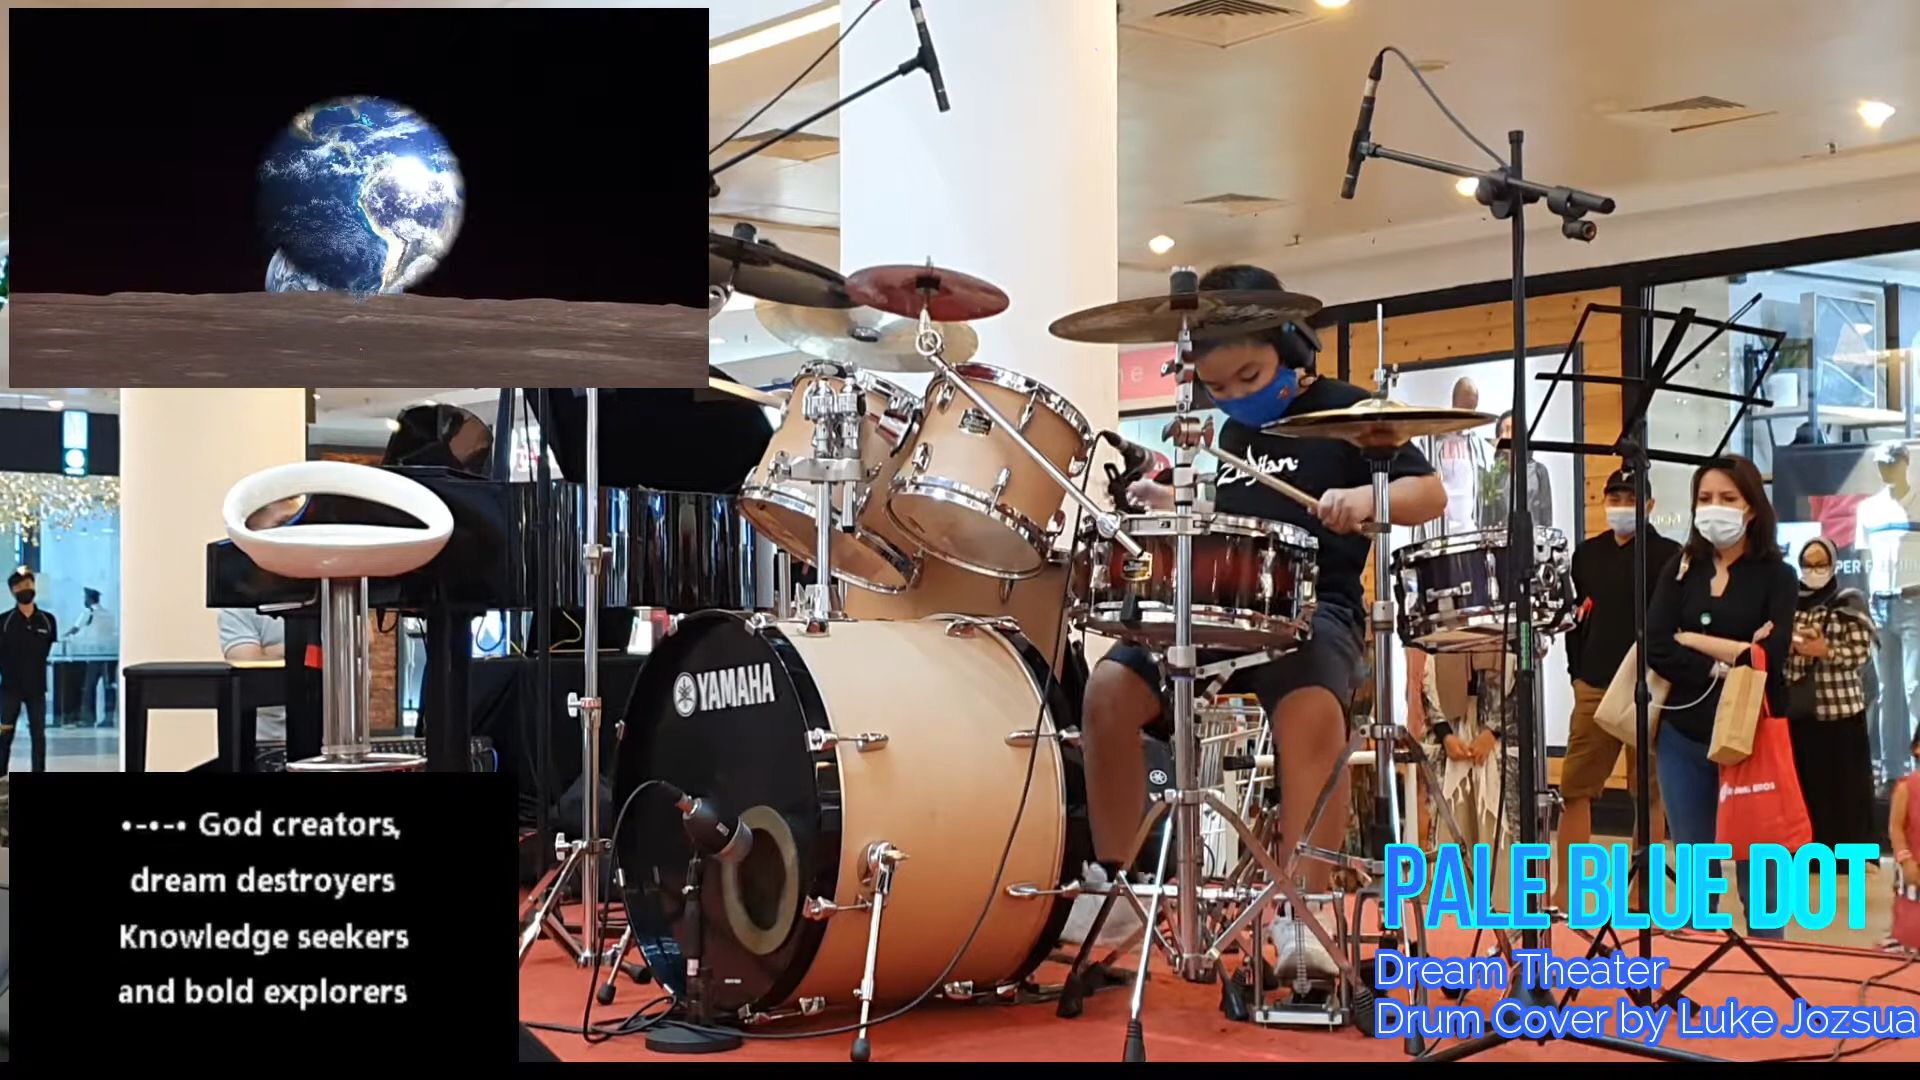 Zildjian
YAMAHA
•-•-• God creators,
dream destroyers
Knowledge seekers
and bold explorers
PALE BLUE DOT
Dream Theater
Drum Cover by Luke Jozsua